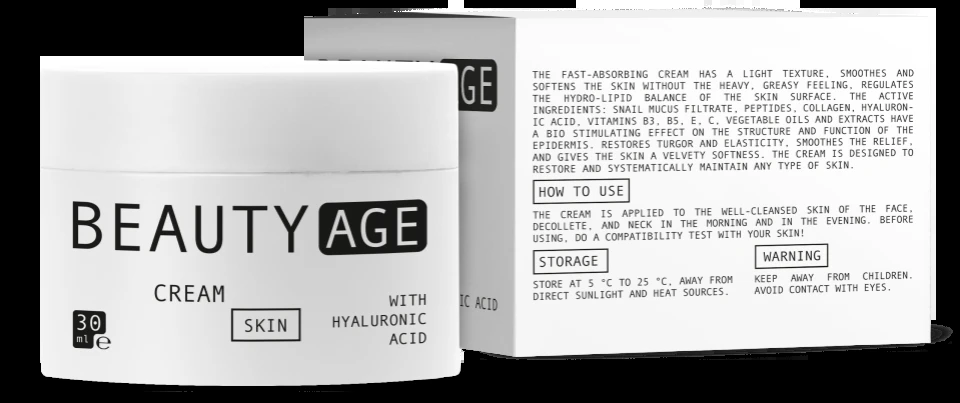 BEAUTY AGE
CREAM
SKIN
WITH
HYALURONIC
ACID
30
ml e
AGE
IC ACID
THE FAST-ABSORBING CREAM HAS A LIGHT TEXTURE, SMOOTHES AND
SOFTENS THE SKIN WITHOUT THE HEAVY, GREASY FEELING, REGULATES
THE HYDRO-LIPID BALANCE OF THE SKIN SURFACE. THE ACTIVE
INGREDIENTS: SNAIL MUCUS FILTRATE, PEPTIDES, COLLAGEN, HYALURON-
IC ACID, VITAMINS B3, B5, E, C, VEGETABLE OILS AND EXTRACTS HAVE
A BIO STIMULATING EFFECT ON THE STRUCTURE AND FUNCTION OF THE
EPIDERMIS. RESTORES TURGOR AND ELASTICITY, SMOOTHES THE RELIEF,
AND GIVES THE SKIN A VELVETY SOFTNESS. THE CREAM IS DESIGNED TO
RESTORE AND SYSTEMATICALLY MAINTAIN ANY TYPE OF SKIN.
HOW TO USE
THE CREAM IS APPLIED TO THE WELL-CLEANSED SKIN OF THE FACE,
DECOLLETE, AND NECK IN THE MORNING AND IN THE EVENING. BEFORE
USING, DO A COMPATIBILITY TEST WITH YOUR SKIN!
STORAGE
STORE AT 5 °C TO 25 °C, AWAY FROM
DIRECT SUNLIGHT AND HEAT SOURCES.
WARNING
KEEP AWAY FROM CHILDREN.
AVOID CONTACT WITH EYES.